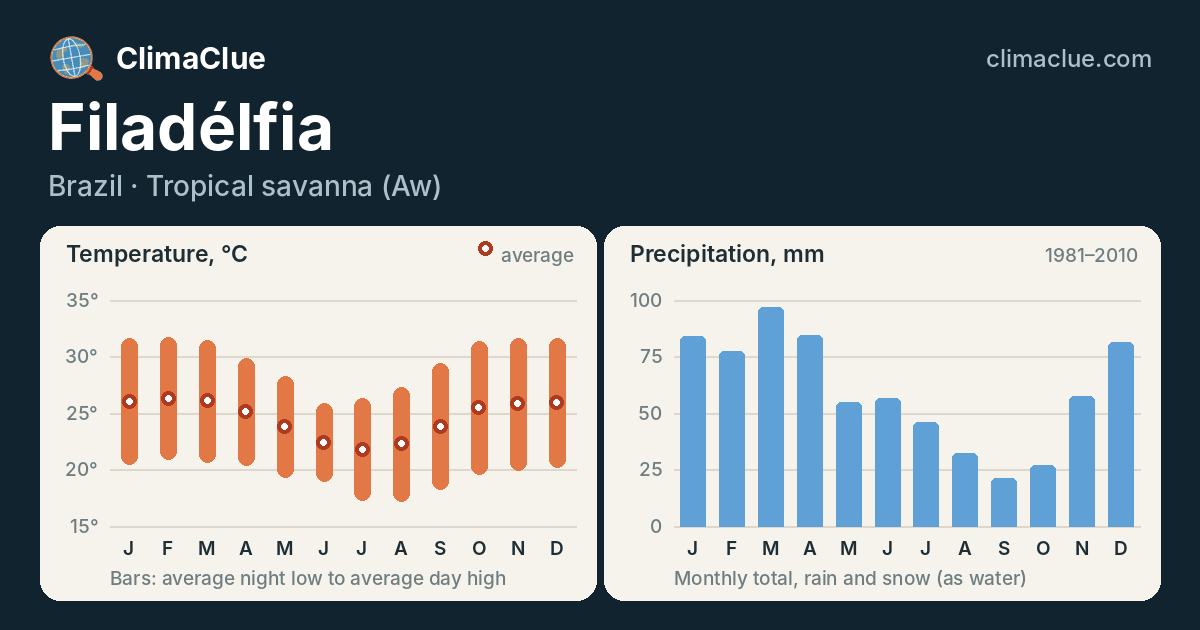 ClimaClue
climaclue.com
Filadélfia
Brazil · Tropical savanna (Aw)
Temperature, °C
average
35°
30°
25°
20°
15°
J F M A M J J A S O N D
Bars: average night low to average day high
Precipitation, mm
1981–2010
100
75
50
25
0
J F M A M J J A S O N D
Monthly total, rain and snow (as water)